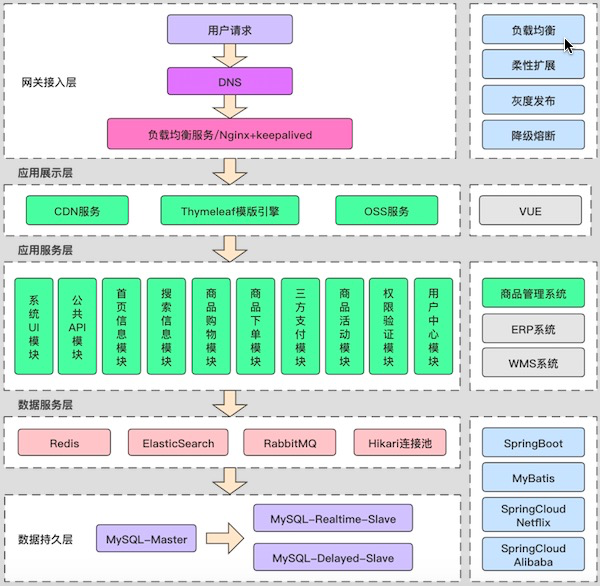 用户请求
网关接入层
DNS
负载均衡服务/Nginx+keepalived
负载均衡
柔性扩展
灰度发布
降级熔断
应用展示层
CDN服务
Thymeleaf模版引擎
OSS服务
VUE
应用服务层
系统UI模块
公共API模块
首页信息模块
搜索信息模块
商品购物模块
商品下单模块
三方支付模块
商品活动模块
权限验证模块
用户中心模块
商品管理系统
ERP系统
WMS系统
数据服务层
Redis
ElasticSearch
RabbitMQ
Hikari连接池
数据持久层
MySQL-Master
MySQL-Realtime-Slave
MySQL-Delayed-Slave
SpringBoot
MyBatis
SpringCloud
Netflix
SpringCloud
Alibaba